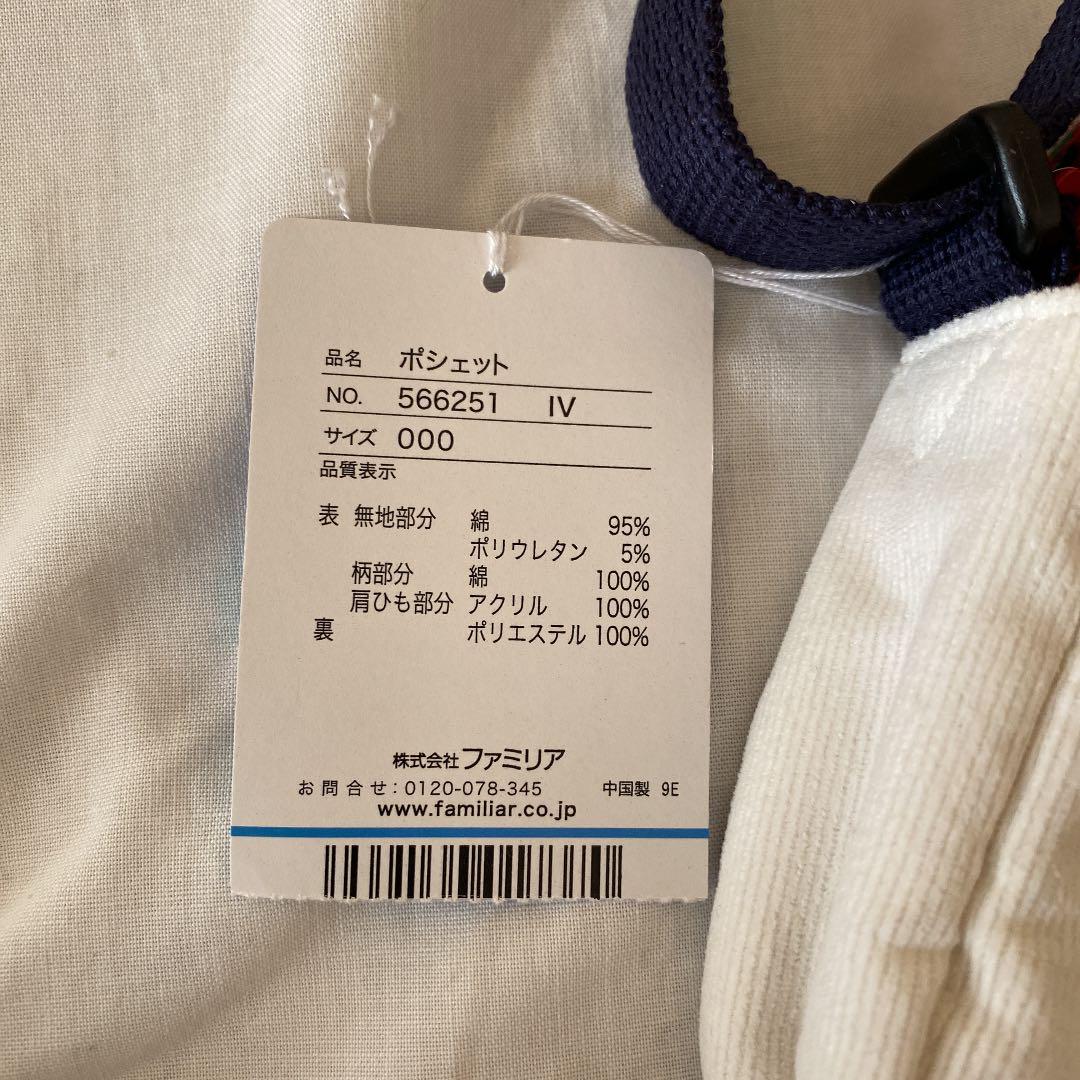 品名 ポシェット
NO. 566251 IV
サイズ 000
品質表示
表 無地部分 綿 95%
ポリウレタン 5%
柄部分 綿 100%
肩ひも部分 アクリル 100%
裏 ポリエステル 100%
株式会社ファミリア
お問合せ:0120-078-345 中国製 9E
www.familiar.co.jp